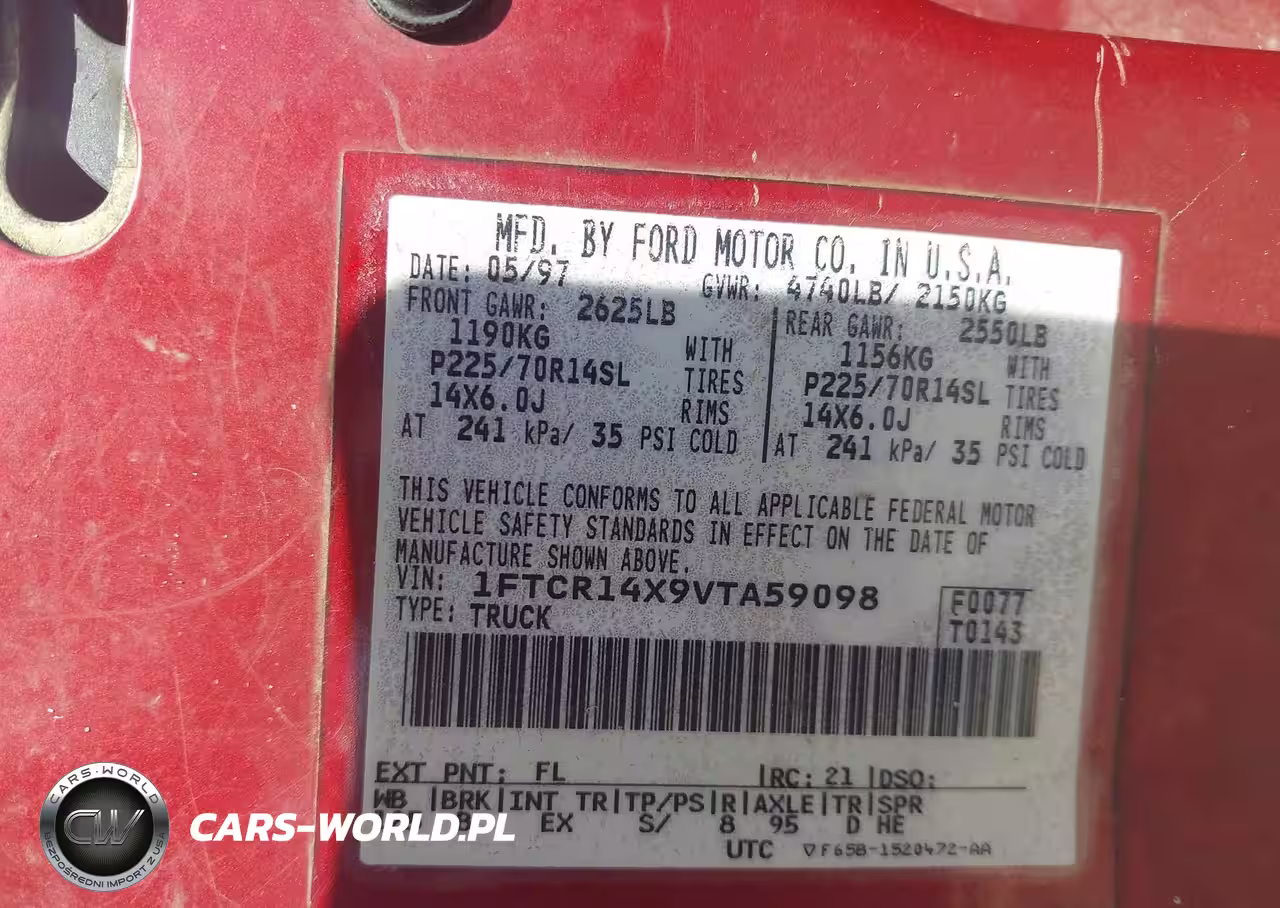 MFD. BY FORD MOTOR CO. IN U.S.A.
DATE: 05/97 GVWR: 4740LB/ 2150KG
FRONT GAWR: 2625LB REAR GAWR: 2550LB
1190KG WITH 1156KG WITH
P225/70R14SL TIRES P225/70R14SL TIRES
14X6.0J RIMS 14X6.0J RIMS
AT 241 kPa/ 35 PSI COLD AT 241 kPa/ 35 PSI COLD
THIS VEHICLE CONFORMS TO ALL APPLICABLE FEDERAL MOTOR
VEHICLE SAFETY STANDARDS IN EFFECT ON THE DATE OF
MANUFACTURE SHOWN ABOVE.
VIN: 1FTCR14X9VTA59098
TYPE: TRUCK
F0077
T0143
EXT PNT: FL RC: 21 DSO:
WB BRK INT TR TP/PS R AXLE TR SPR
EX S/ 8 95 D HE
UTC ▽F65B-1520472-AA
CARS-WORLD
CW
BEZPOŚREDNI IMPORT Z USA
CARS-WORLD.PL